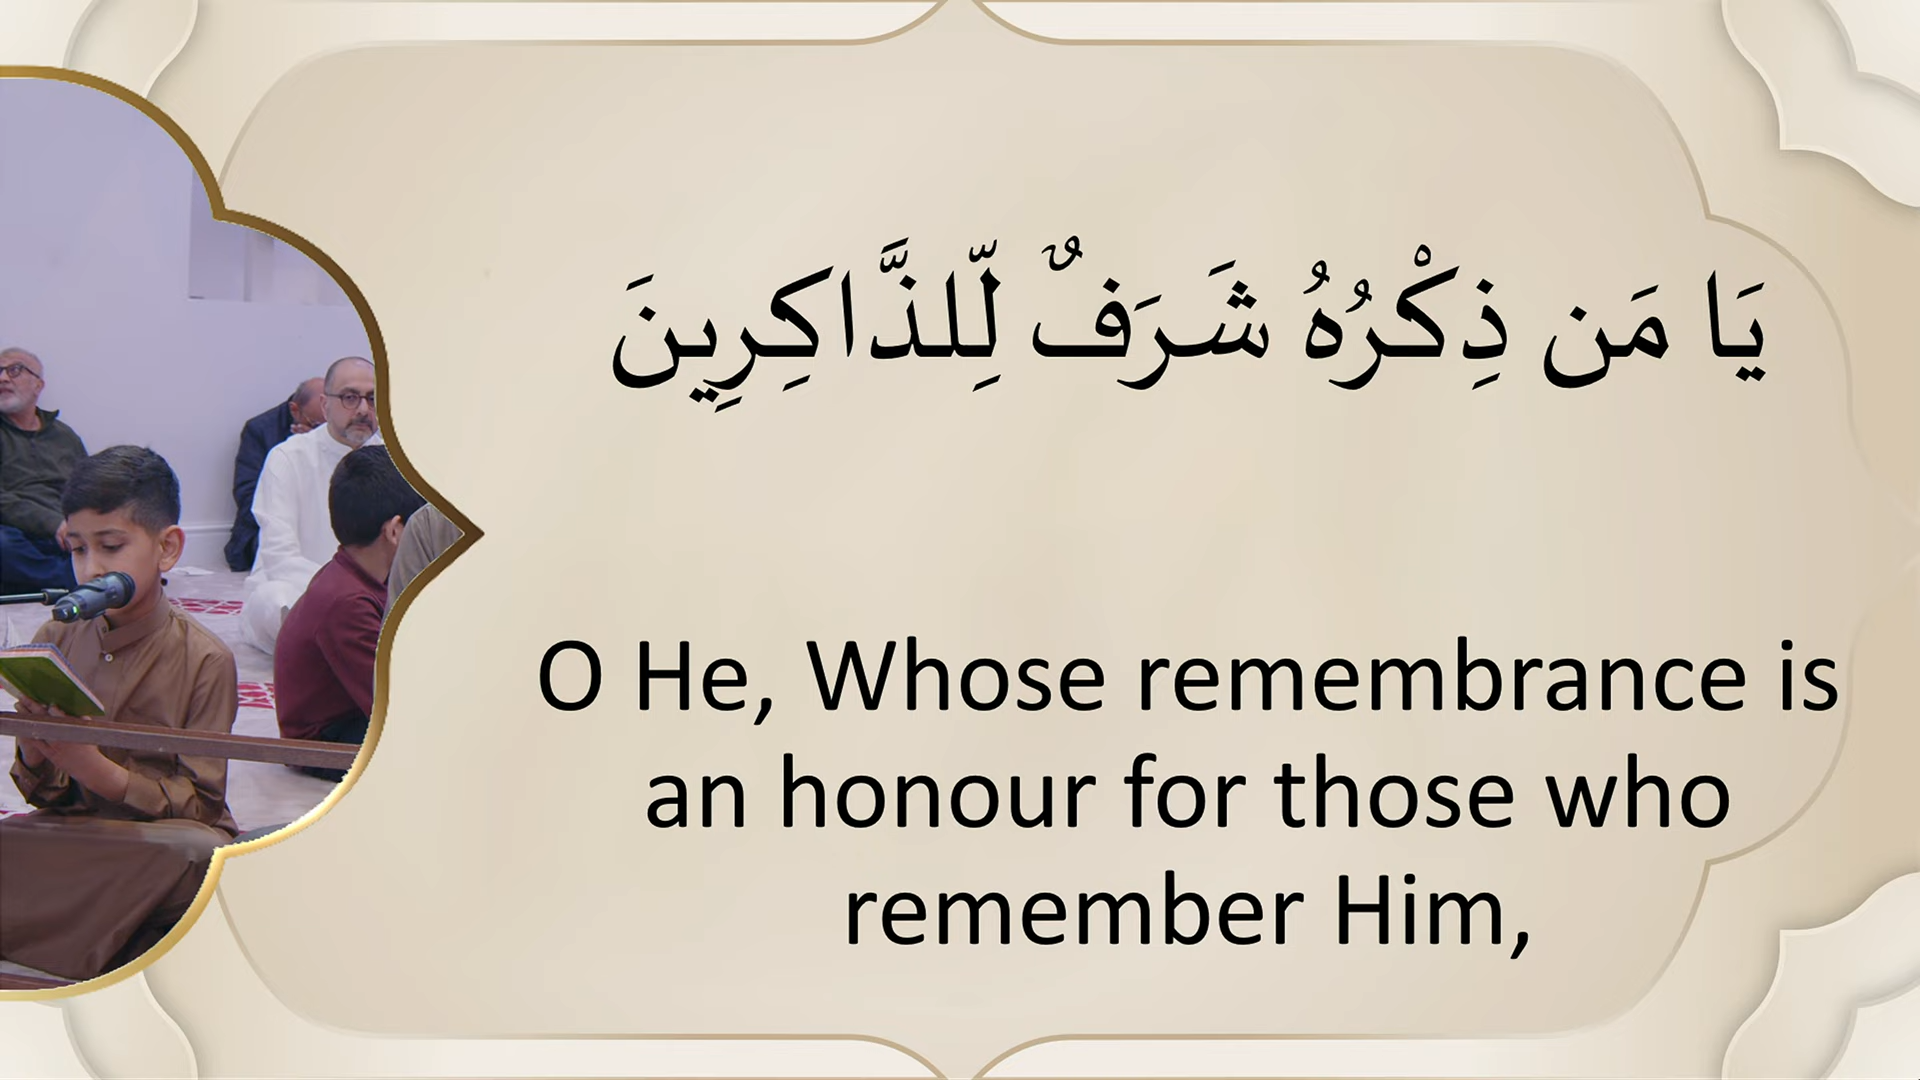 يَا مَن ذِكْرُهُ شَرَفٌ لِّلذَّاكِرِينَ
O He, Whose remembrance is
an honour for those who
remember Him,